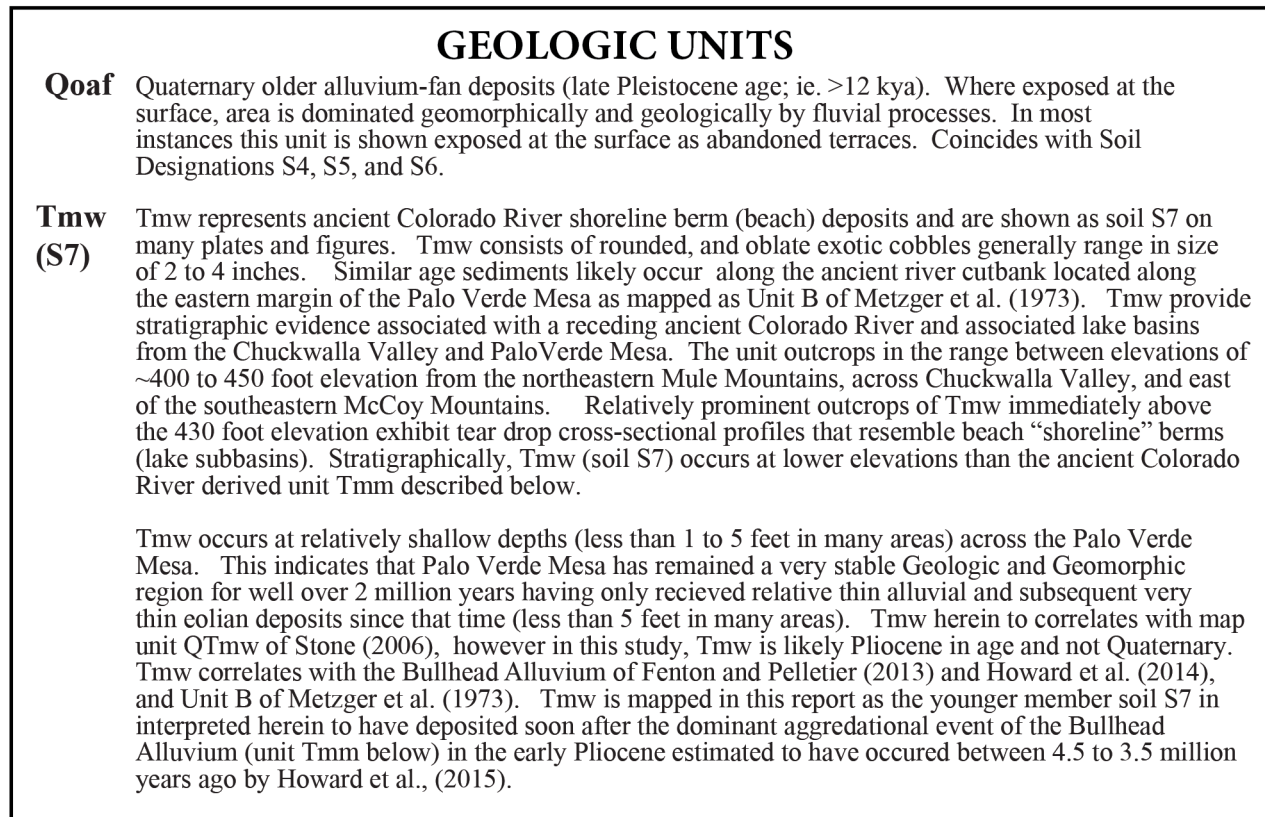 GEOLOGIC UNITS
Qoaf Quaternary older alluvium-fan deposits (late Pleistocene age; ie. >12 kya). Where exposed at the
surface, area is dominated geomorphically and geologically by fluvial processes. In most
instances this unit is shown exposed at the surface as abandoned terraces. Coincides with Soil
Designations S4, S5, and S6.
Tmw Tmw represents ancient Colorado River shoreline berm (beach) deposits and are shown as soil S7 on
(S7) many plates and figures. Tmw consists of rounded, and oblate exotic cobbles generally range in size
of 2 to 4 inches. Similar age sediments likely occur along the ancient river cutbank located along
the eastern margin of the Palo Verde Mesa as mapped as Unit B of Metzger et al. (1973). Tmw provide
stratigraphic evidence associated with a receding ancient Colorado River and associated lake basins
from the Chuckwalla Valley and PaloVerde Mesa. The unit outcrops in the range between elevations of
~400 to 450 foot elevation from the northeastern Mule Mountains, across Chuckwalla Valley, and east
of the southeastern McCoy Mountains. Relatively prominent outcrops of Tmw immediately above
the 430 foot elevation exhibit tear drop cross-sectional profiles that resemble beach “shoreline” berms
(lake subbasins). Stratigraphically, Tmw (soil S7) occurs at lower elevations than the ancient Colorado
River derived unit Tmm described below.
Tmw occurs at relatively shallow depths (less than 1 to 5 feet in many areas) across the Palo Verde
Mesa. This indicates that Palo Verde Mesa has remained a very stable Geologic and Geomorphic
region for well over 2 million years having only recieved relative thin alluvial and subsequent very
thin eolian deposits since that time (less than 5 feet in many areas). Tmw herein to correlates with map
unit QTmw of Stone (2006), however in this study, Tmw is likely Pliocene in age and not Quaternary.
Tmw correlates with the Bullhead Alluvium of Fenton and Pelletier (2013) and Howard et al. (2014),
and Unit B of Metzger et al. (1973). Tmw is mapped in this report as the younger member soil S7 in
interpreted herein to have deposited soon after the dominant aggredational event of the Bullhead
Alluvium (unit Tmm below) in the early Pliocene estimated to have occured between 4.5 to 3.5 million
years ago by Howard et al., (2015).